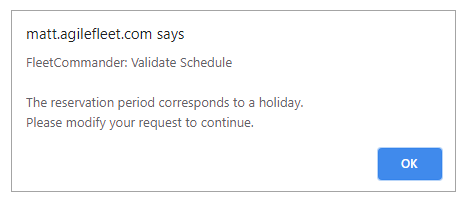 matt.agilefleet.com says
FleetCommander: Validate Schedule
The reservation period corresponds to a holiday.
Please modify your request to continue.
OK